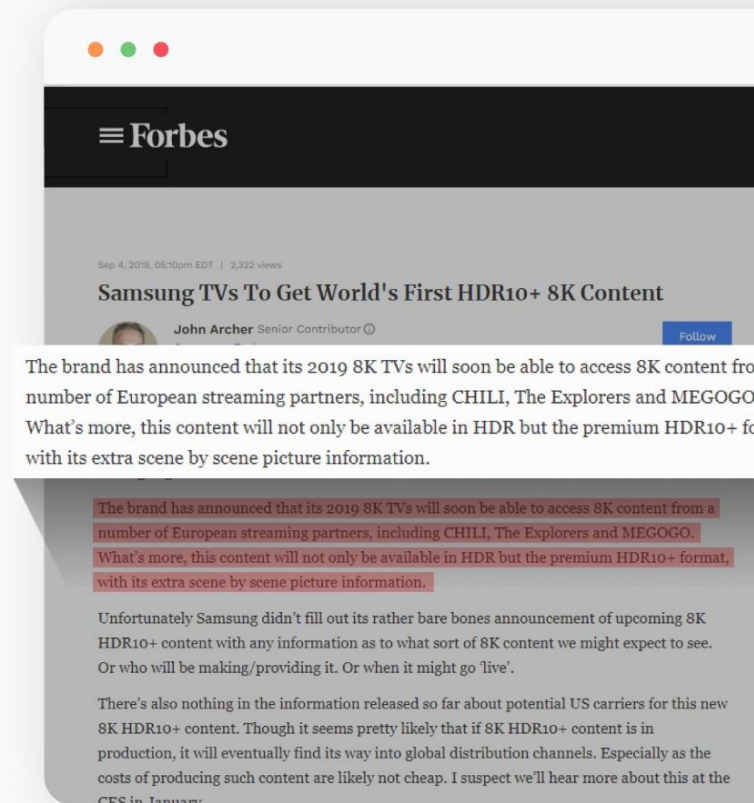 Forbes
Sep 4, 2019, 05:10pm EDT | 2,322 views
Samsung TVs To Get World's First HDR10+ 8K Content
John Archer Senior Contributor
Follow
The brand has announced that its 2019 8K TVs will soon be able to access 8K content fro
number of European streaming partners, including CHILI, The Explorers and MEGOGO
What's more, this content will not only be available in HDR but the premium HDR10+ fo
with its extra scene by scene picture information.
The brand has announced that its 2019 8K TVs will soon be able to access 8K content from a
number of European streaming partners, including CHILI, The Explorers and MEGOGO.
What's more, this content will not only be available in HDR but the premium HDR10+ format,
with its extra scene by scene picture information.
Unfortunately Samsung didn't fill out its rather bare bones announcement of upcoming 8K
HDR10+ content with any information as to what sort of 8K content we might expect to see.
Or who will be making/providing it. Or when it might go 'live'.
There's also nothing in the information released so far about potential US carriers for this new
8K HDR10+ content. Though it seems pretty likely that if 8K HDR10+ content is in
production, it will eventually find its way into global distribution channels. Especially as the
costs of producing such content are likely not cheap. I suspect we'll hear more about this at the
CES in January